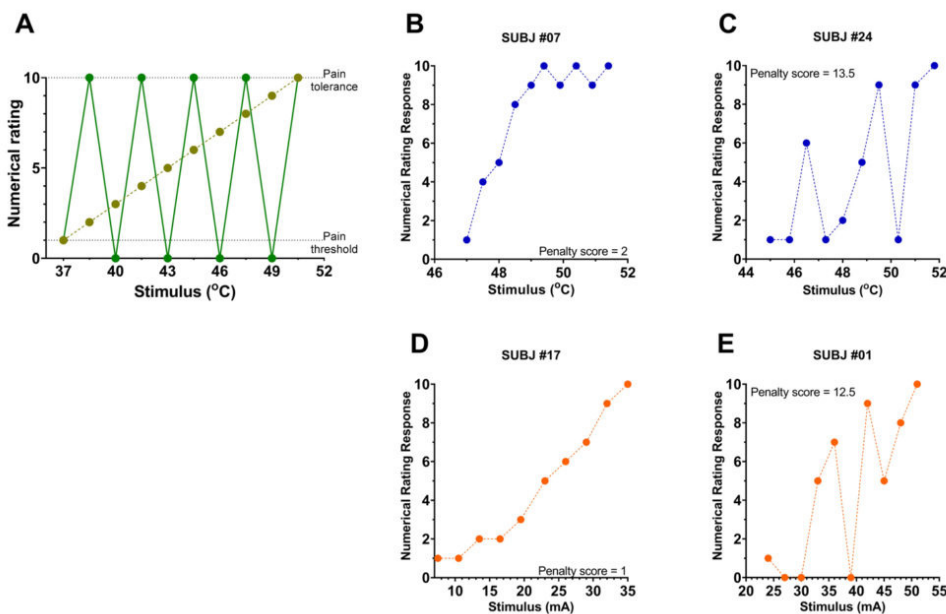 A
Numerical rating
10
5
0
Pain
tolerance
Pain
threshold
37
40
43
46
49
52
Stimulus (°C)
B
SUBJ #07
Numerical Rating Response
10
8
6
4
2
0
Penalty score = 2
46
48
50
52
Stimulus (°C)
C
SUBJ #24
Penalty score = 13.5
Numerical Rating Response
10
8
6
4
2
0
44
46
48
50
52
Stimulus (°C)
D
SUBJ #17
Numerical Rating Response
10
8
6
4
2
0
Penalty score = 1
10
15
20
25
30
35
Stimulus (mA)
E
SUBJ #01
Penalty score = 12.5
Numerical Rating Response
10
8
6
4
2
0
20
25
30
35
40
45
50
55
Stimulus (mA)